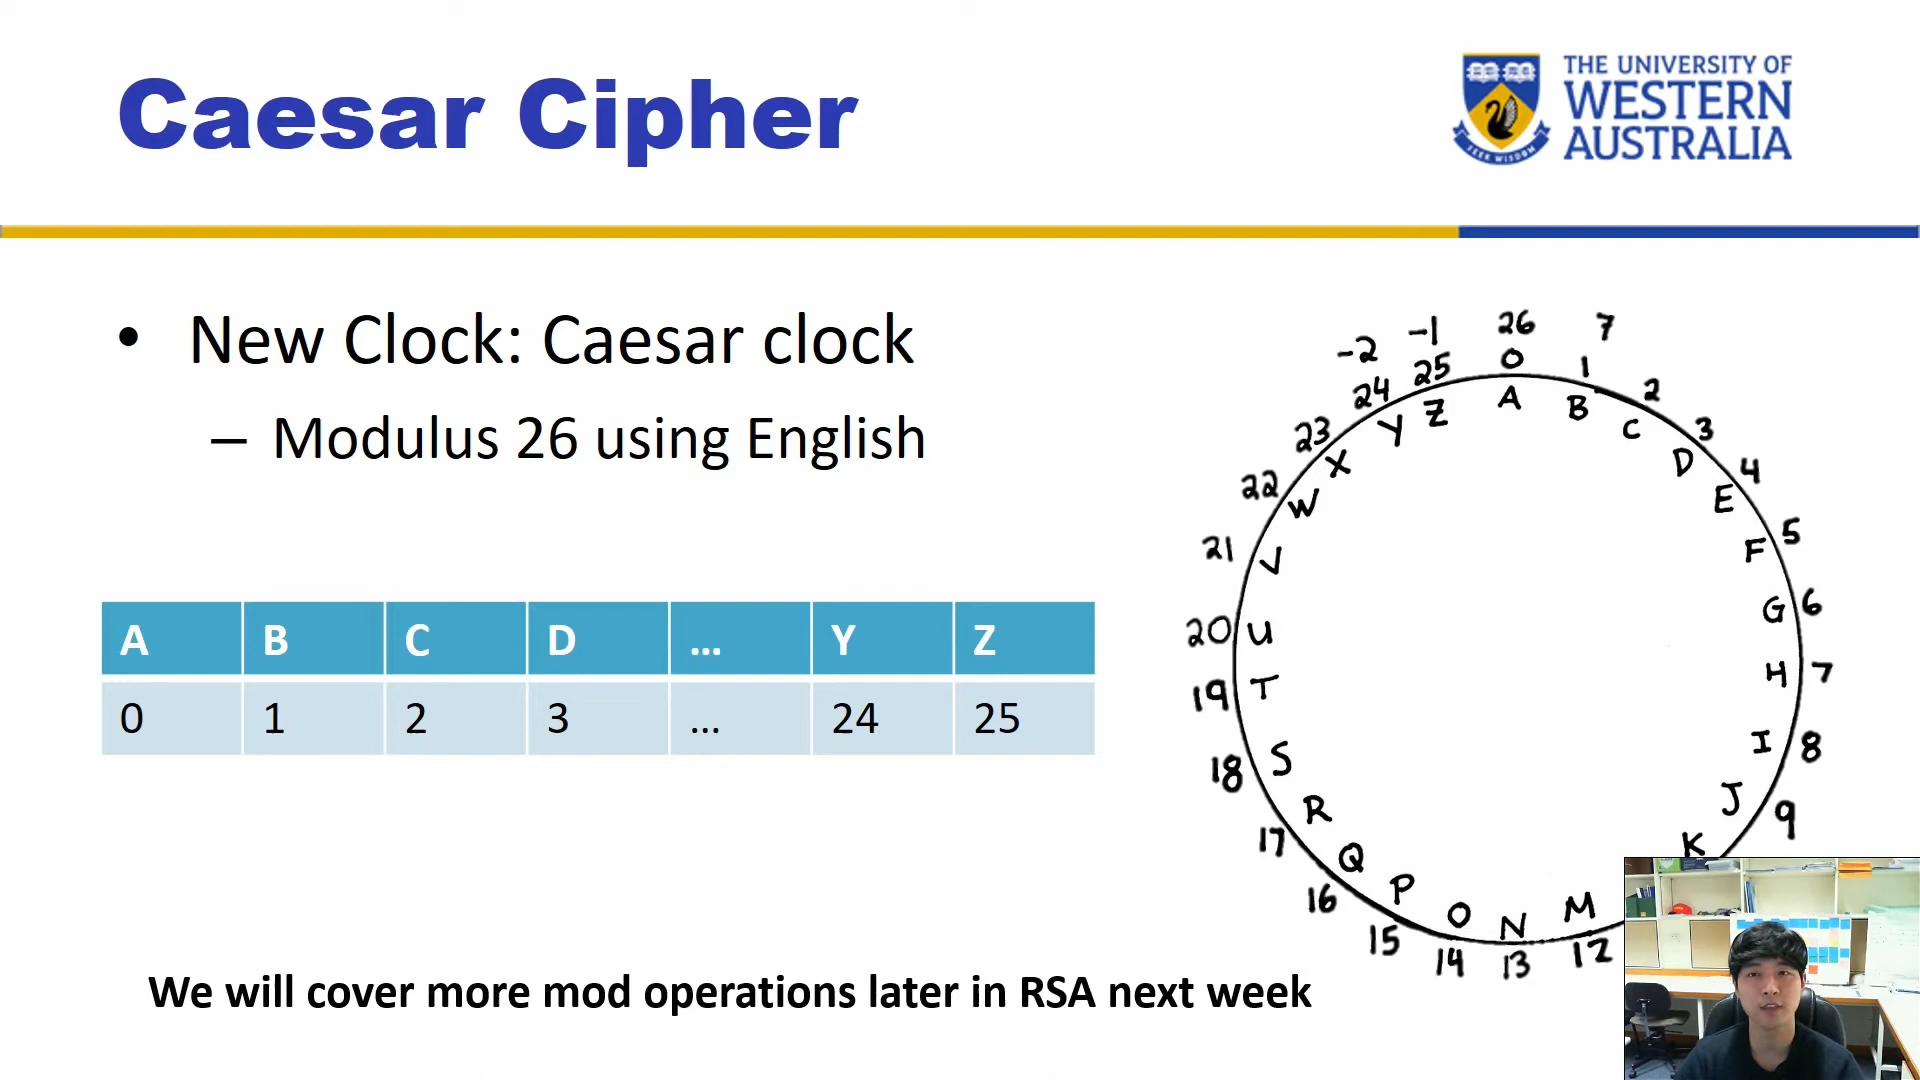 Caesar Cipher
THE UNIVERSITY OF
WESTERN
AUSTRALIA
SEEK WISDOM
• New Clock: Caesar clock
– Modulus 26 using English
A B C D ... Y Z
0 1 2 3 ... 24 25
-2 -1 26 7
23 24 25 0 1 2 3 4 5 6 7 8 9
X Y Z A B C D E F G H I J K
22 W
21 V
20 U
19 T
18 S
17 R
16 Q
15 P
14 O
13 N
12 M
We will cover more mod operations later in RSA next week